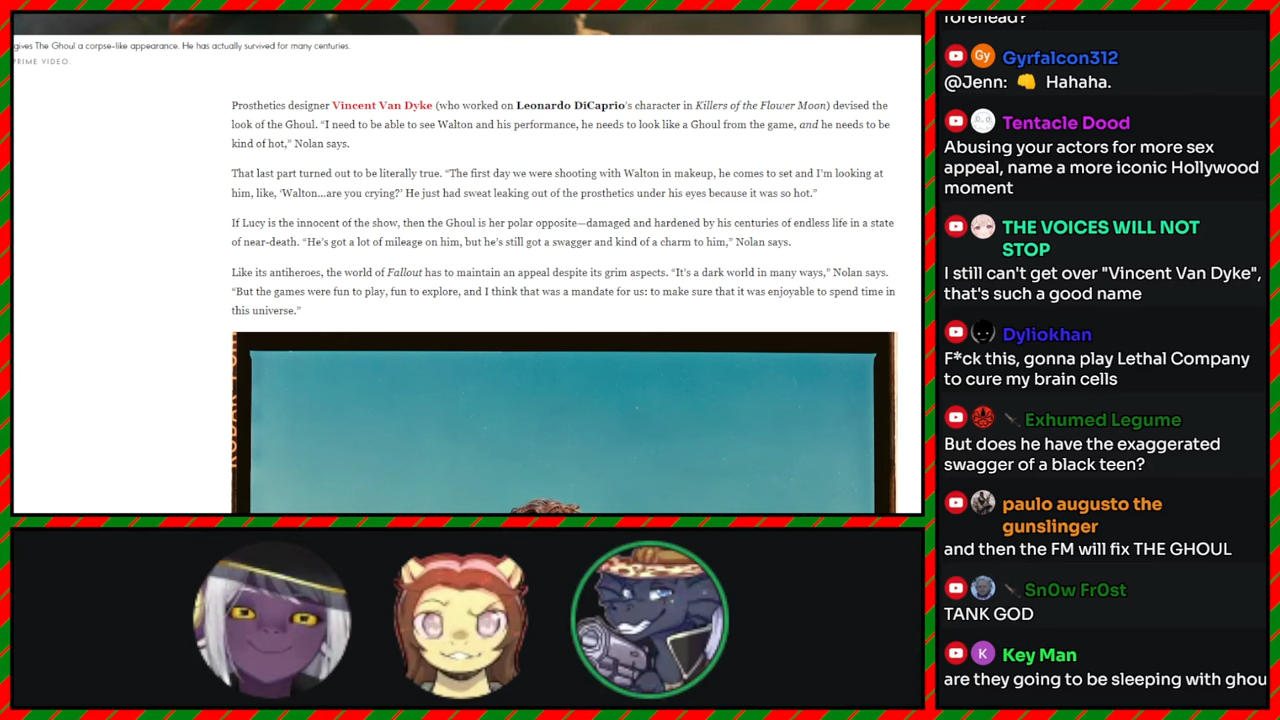 gives The Ghoul a corpse-like appearance. He has actually survived for many centuries.
PRIME VIDEO.
Prosthetics designer Vincent Van Dyke (who worked on Leonardo DiCaprio's character in Killers of the Flower Moon) devised the
look of the Ghoul. “I need to be able to see Walton and his performance, he needs to look like a Ghoul from the game, and he needs to be
kind of hot,” Nolan says.
That last part turned out to be literally true. “The first day we were shooting with Walton in makeup, he comes to set and I'm looking at
him, like, ‘Walton...are you crying?’ He just had sweat leaking out of the prosthetics under his eyes because it was so hot.”
If Lucy is the innocent of the show, then the Ghoul is her polar opposite—damaged and hardened by his centuries of endless life in a state
of near-death. “He's got a lot of mileage on him, but he's still got a swagger and kind of a charm to him,” Nolan says.
Like its antiheroes, the world of Fallout has to maintain an appeal despite its grim aspects. “It's a dark world in many ways,” Nolan says.
“But the games were fun to play, fun to explore, and I think that was a mandate for us: to make sure that it was enjoyable to spend time in
this universe.”
forehead?
Gy Gyrfalcon312
@Jenn: 👊 Hahaha.
Tentacle Dood
Abusing your actors for more sex
appeal, name a more iconic Hollywood
moment
THE VOICES WILL NOT
STOP
I still can't get over "Vincent Van Dyke",
that's such a good name
Dyliokhan
F*ck this, gonna play Lethal Company
to cure my brain cells
Exhumed Legume
But does he have the exaggerated
swagger of a black teen?
paulo augusto the
gunslinger
and then the FM will fix THE GHOUL
Sn0w Fr0st
TANK GOD
K Key Man
are they going to be sleeping with ghou